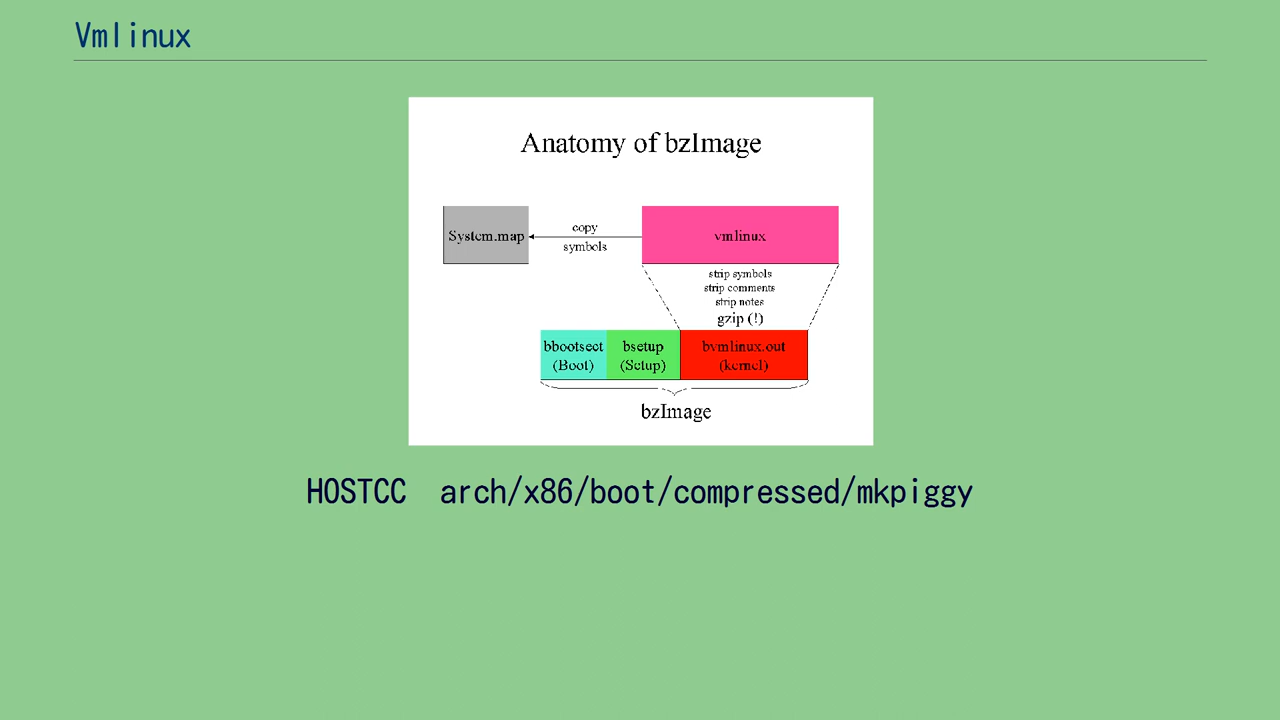 Vmlinux
Anatomy of bzImage
System.map
copy
symbols
vmlinux
strip symbols
strip comments
strip notes
gzip (!)
bbootsect
(Boot)
bsetup
(Setup)
bvmlinux.out
(kernel)
bzImage
HOSTCC arch/x86/boot/compressed/mkpiggy